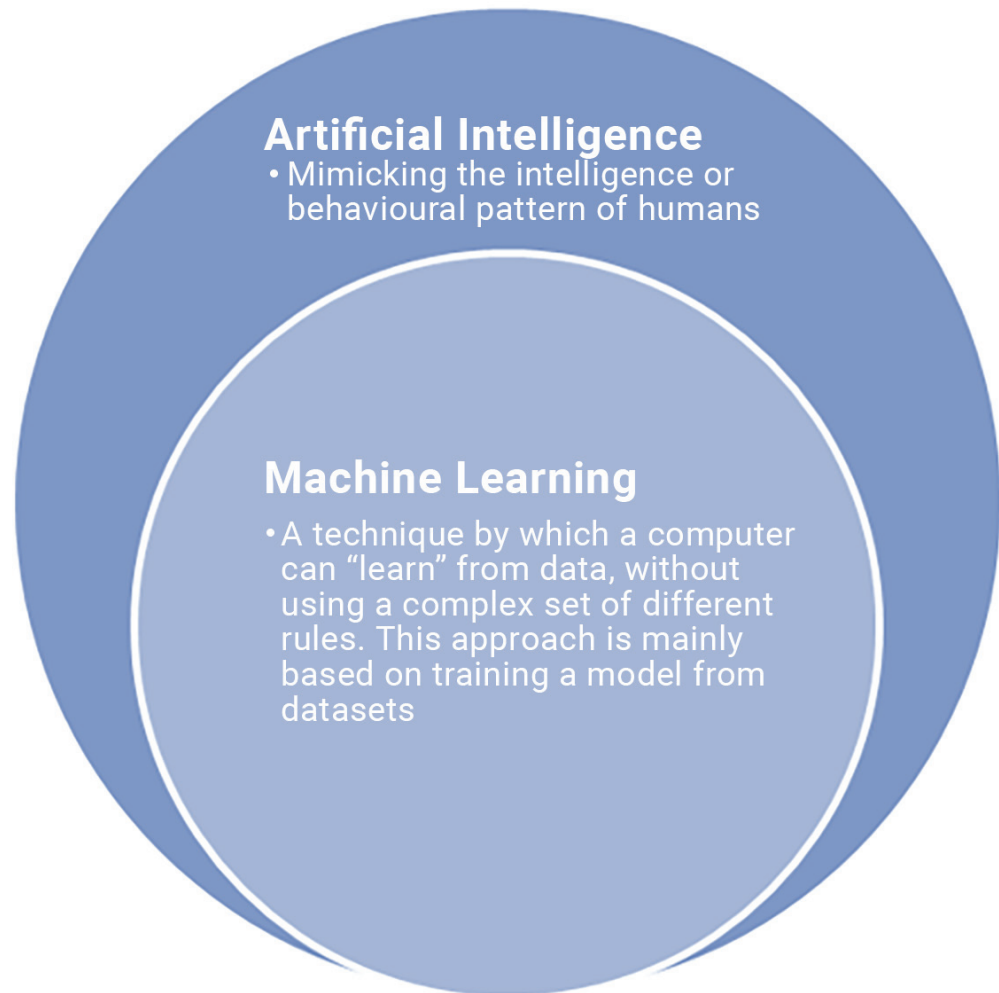 Artificial Intelligence
• Mimicking the intelligence or
behavioural pattern of humans
Machine Learning
• A technique by which a computer
can “learn” from data, without
using a complex set of different
rules. This approach is mainly
based on training a model from
datasets